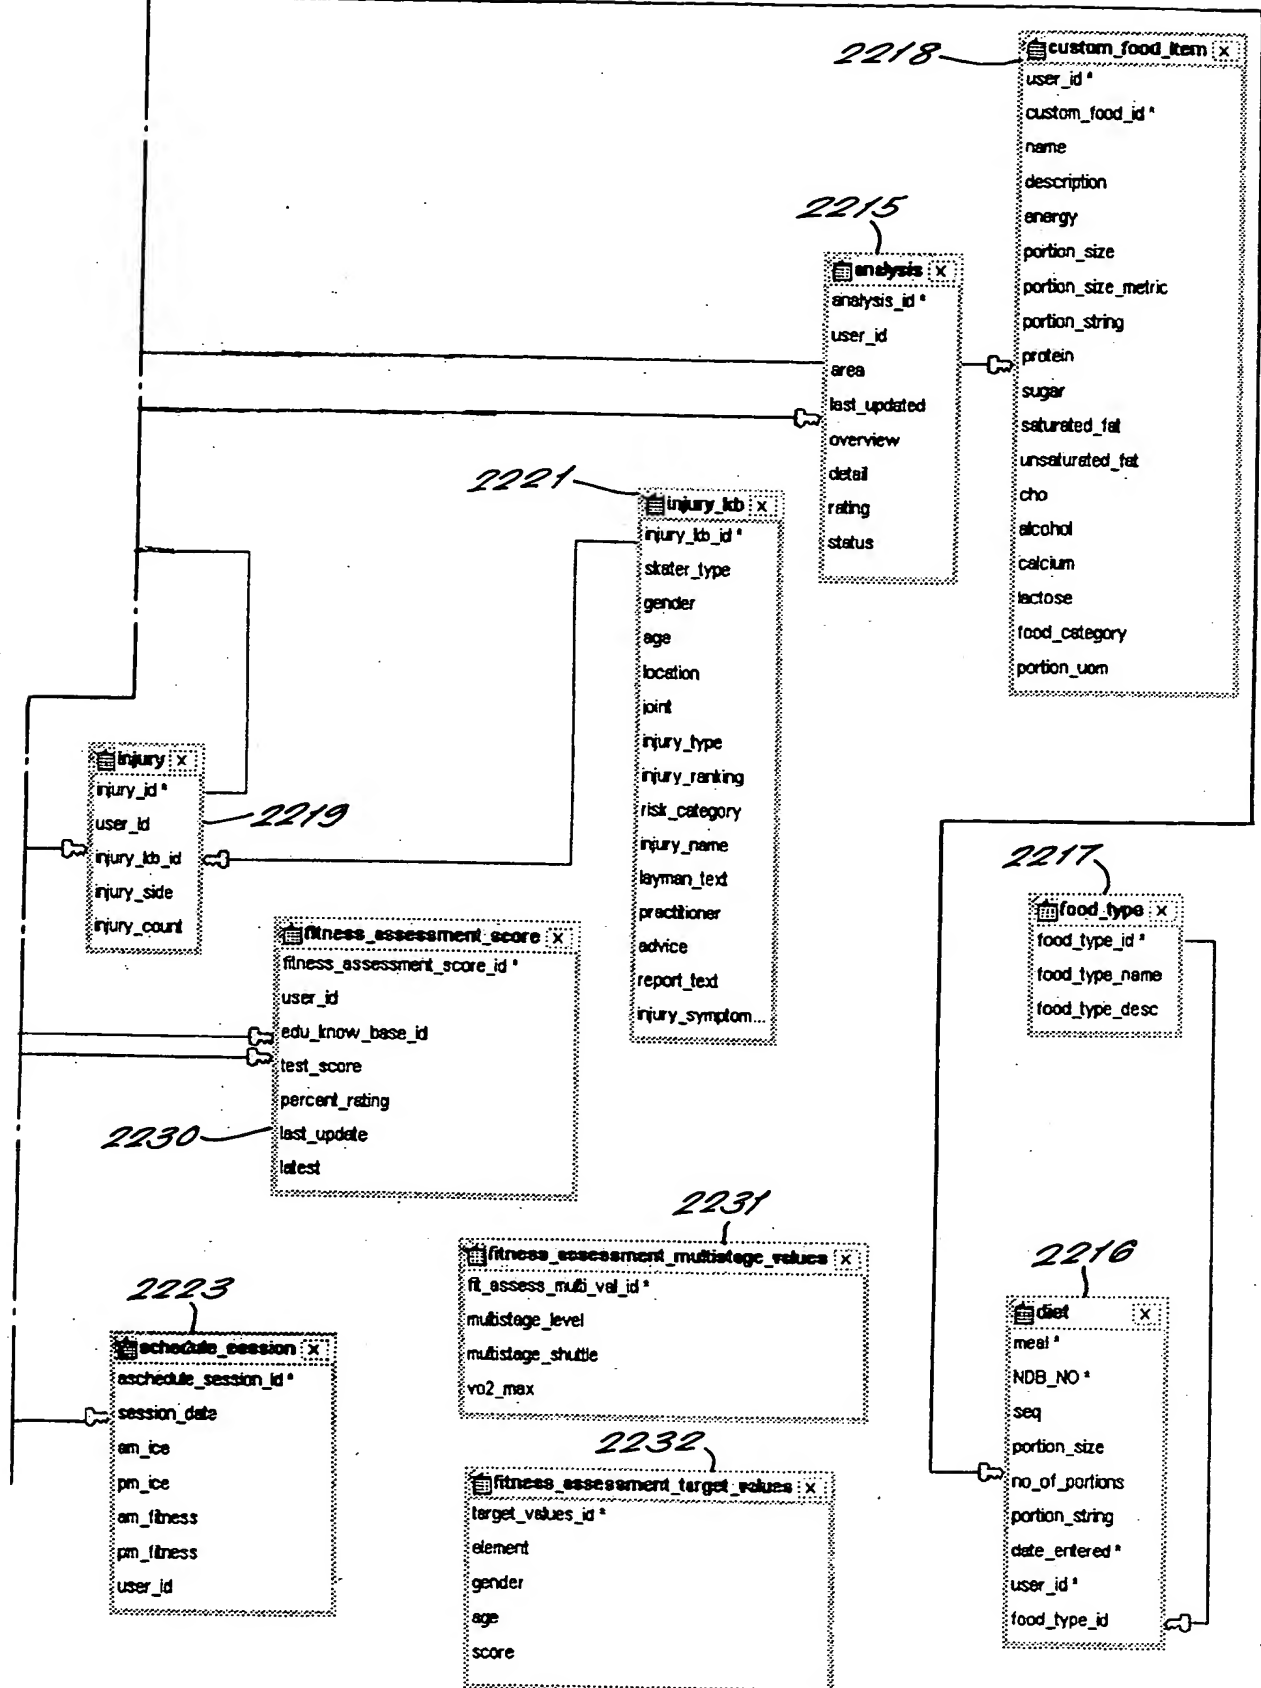 2218
custom_food_item x
user_id *
custom_food_id *
name
description
energy
portion_size
portion_size_metric
portion_string
protein
sugar
saturated_fat
unsaturated_fat
cho
alcohol
calcium
lactose
food_category
portion_uom
2215
analysis x
analysis_id *
user_id
area
last_updated
overview
detail
rating
status
2221
injury_kb x
injury_kb_id *
skater_type
gender
age
location
joint
injury_type
injury_ranking
risk_category
injury_name
layman_text
practitioner
advice
report_text
injury_symptom...
injury x
injury_id *
user_id
injury_kb_id
injury_side
injury_count
2219
2217
food_type x
food_type_id *
food_type_name
food_type_desc
fitness_assessment_score x
fitness_assessment_score_id *
user_id
edu_know_base_id
test_score
percent_rating
last_update
latest
2230
2231
fitness_assessment_multistage_values x
fit_assess_multi_val_id *
multistage_level
multistage_shuttle
vo2_max
2216
diet x
meal *
NDB_NO *
seq
portion_size
no_of_portions
portion_string
date_entered *
user_id *
food_type_id
2223
aschedule_session x
aschedule_session_id *
session_date
am_ice
pm_ice
am_fitness
pm_fitness
user_id
2232
fitness_assessment_target_values x
target_values_id *
element
gender
age
score